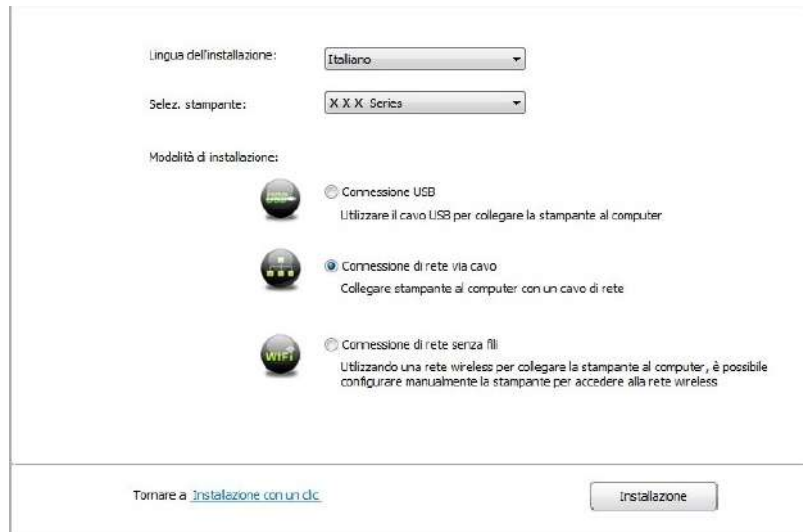 Lingua dell'installazione:
Italiano
Selez. stampante:
X X X Series
Modalità di installazione:
USB
Connessione USB
Utilizzare il cavo USB per collegare la stampante al computer
Connessione di rete via cavo
Collegare stampante al computer con un cavo di rete
WiFi
Connessione di rete senza fili
Utilizzando una rete wireless per collegare la stampante al computer, è possibile
configurare manualmente la stampante per accedere alla rete wireless
Tornare a Installazione con un clic
Installazione